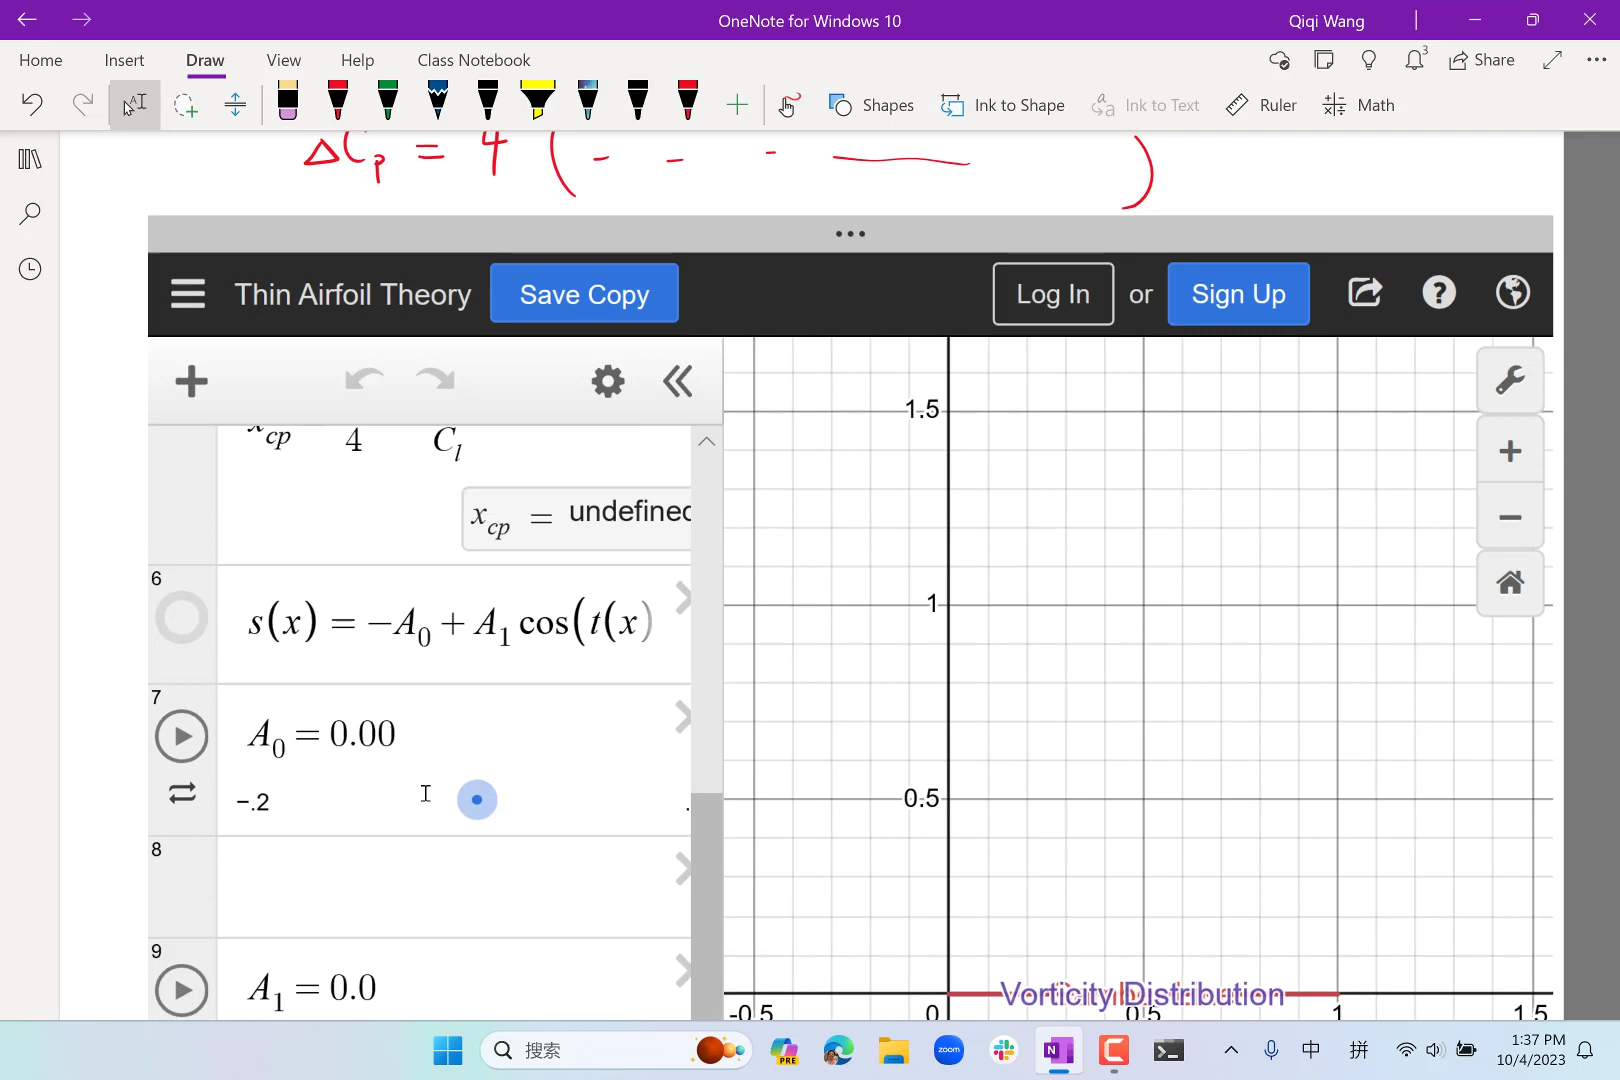 OneNote for Windows 10
Qiqi Wang
Home Insert Draw View Help Class Notebook
3
Share
Shapes Ink to Shape Ink to Text Ruler Math
ΔCp = 4 ( - - - )
Thin Airfoil Theory
Save Copy
Log In or Sign Up
xcp 4 Cl
xcp = undefined
6
s(x) = −A0 + A1 cos(t(x)
7
A0 = 0.00
−.2
8
9
A1 = 0.0
1.5
1
0.5
Vorticity Distribution
-0.5 0 0.5 1 1.5
搜索
PRE
zoom
中
拼
1:37 PM
10/4/2023